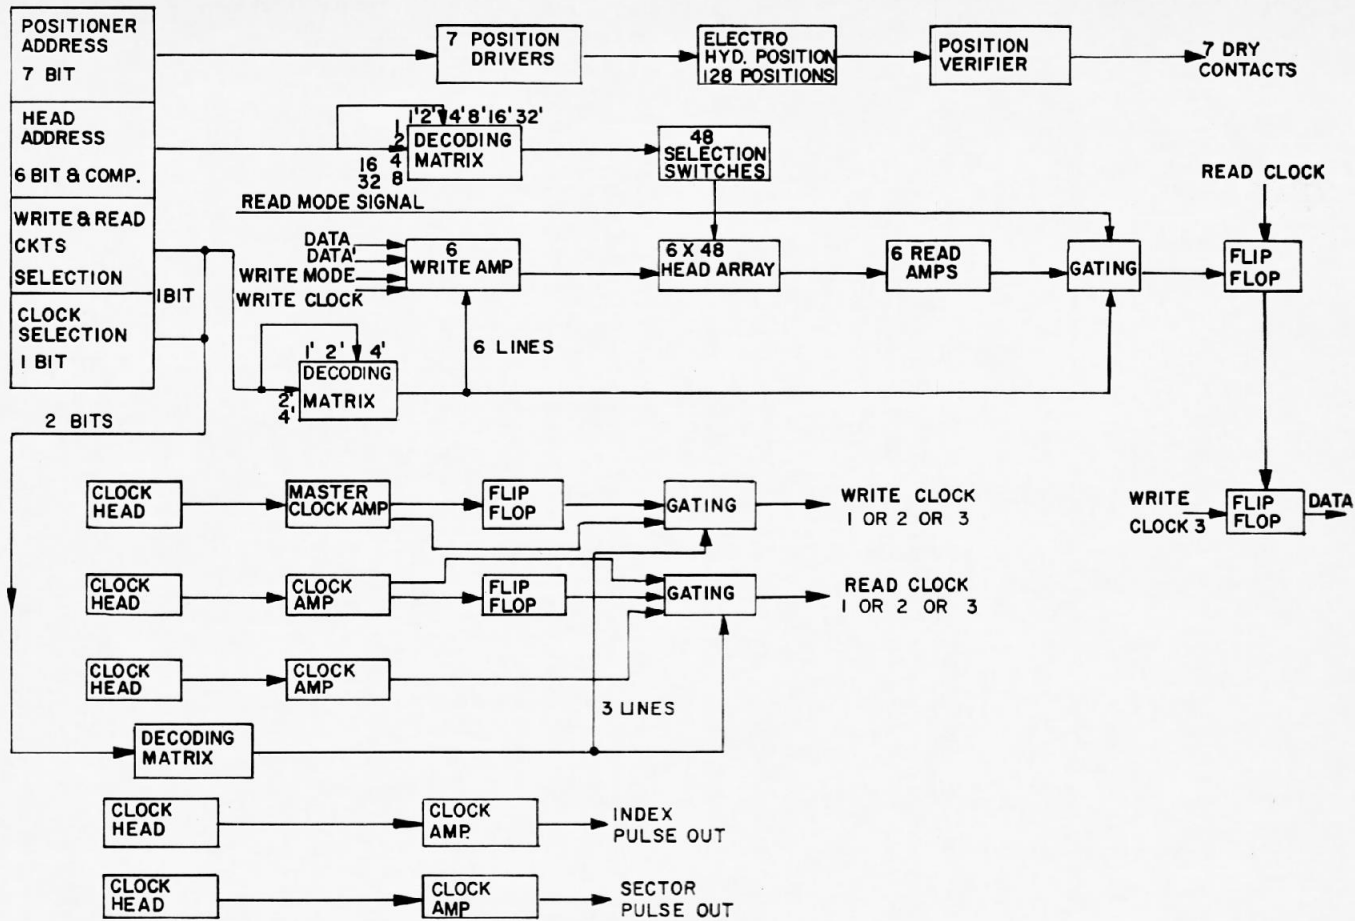 POSITIONER
ADDRESS
7 BIT
7 POSITION
DRIVERS
ELECTRO
HYD. POSITION
128 POSITIONS
POSITION
VERIFIER
7 DRY
CONTACTS
HEAD
ADDRESS
6 BIT & COMP.
1' 2' 4' 8' 16' 32'
1
2
4
8
16
32
DECODING
MATRIX
48
SELECTION
SWITCHES
READ CLOCK
READ MODE SIGNAL
WRITE & READ
CKTS
SELECTION
1 BIT
DATA
DATA'
WRITE MODE
WRITE CLOCK
6
WRITE AMP
6 X 48
HEAD ARRAY
6 READ
AMPS
GATING
FLIP
FLOP
CLOCK
SELECTION
1 BIT
6 LINES
1' 2' 4'
2'
4'
DECODING
MATRIX
2 BITS
CLOCK
HEAD
MASTER
CLOCK AMP
FLIP
FLOP
GATING
WRITE CLOCK
1 OR 2 OR 3
WRITE
CLOCK 3
FLIP
FLOP
DATA
CLOCK
HEAD
CLOCK
AMP
FLIP
FLOP
GATING
READ CLOCK
1 OR 2 OR 3
CLOCK
HEAD
CLOCK
AMP
3 LINES
DECODING
MATRIX
CLOCK
HEAD
CLOCK
AMP.
INDEX
PULSE OUT
CLOCK
HEAD
CLOCK
AMP
SECTOR
PULSE OUT